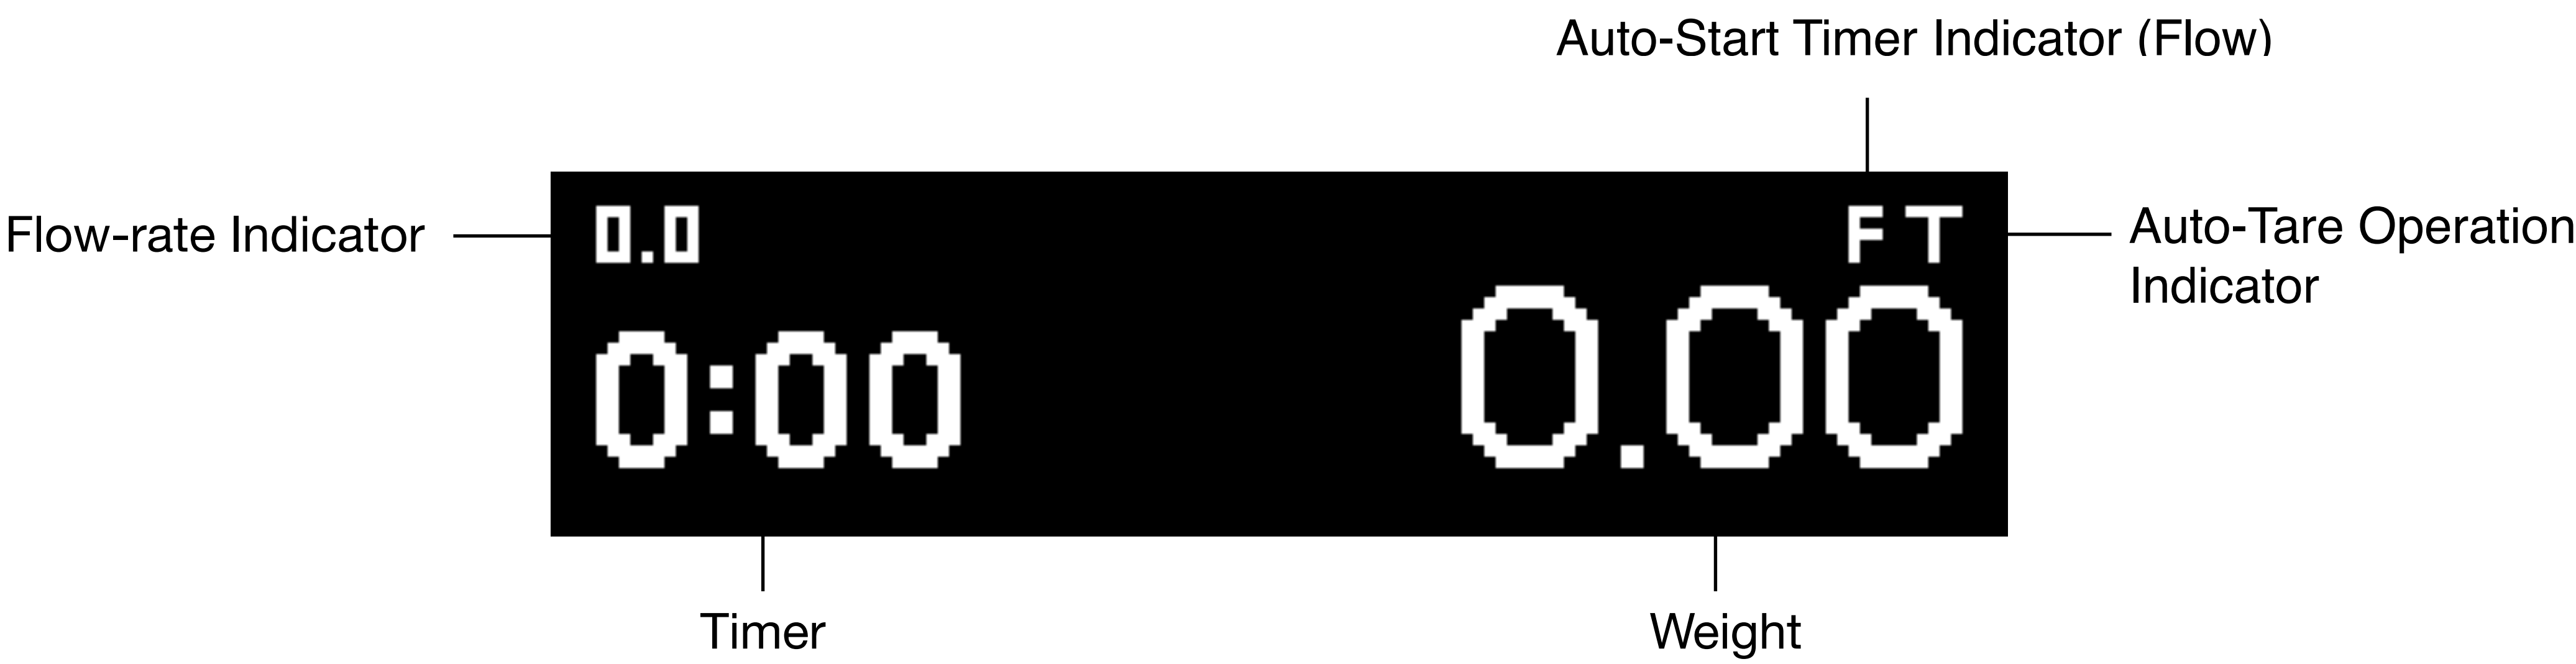 Auto-Start Timer Indicator (Flow)
Flow-rate Indicator
0.0
F T
Auto-Tare Operation
Indicator
0:00
0.00
Timer
Weight